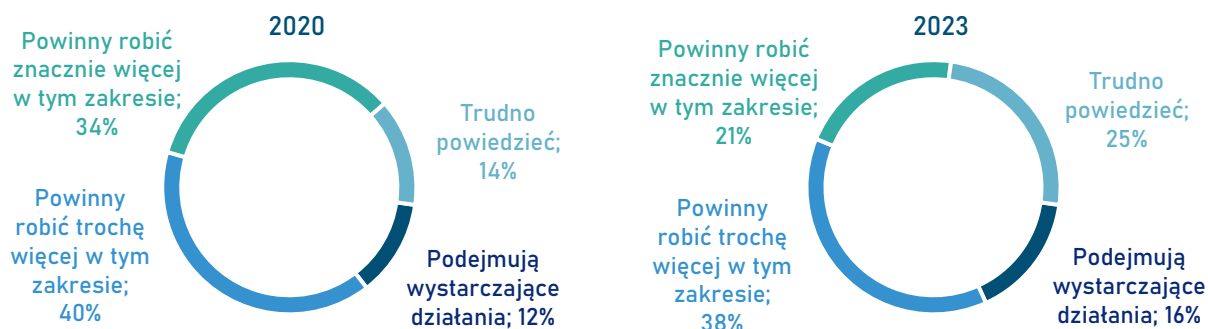 2020
Powinny robić
znacznie więcej
w tym zakresie;
34%
Trudno
powiedzieć;
14%
Powinny
robić trochę
więcej w tym
zakresie;
40%
Podejmują
wystarczające
działania; 12%
2023
Powinny robić
znacznie więcej
w tym zakresie;
21%
Trudno
powiedzieć;
25%
Powinny
robić trochę
więcej w tym
zakresie;
38%
Podejmują
wystarczające
działania; 16%